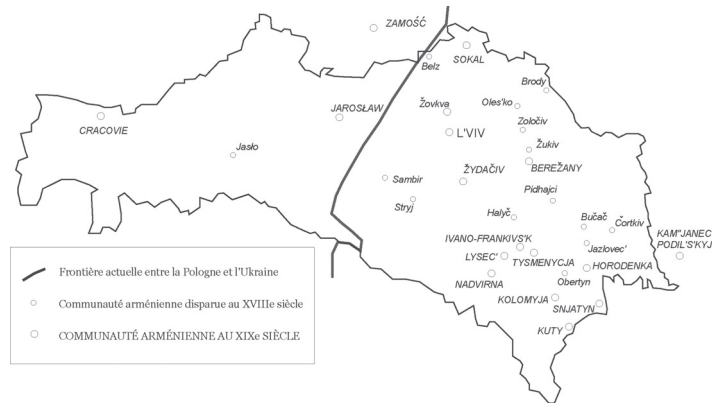 ZAMOŚĆ
SOKAL
Belz
Brody
Oles'ko
Žovkva
JAROSŁAW
Zoločiv
CRACOVIE
L'VIV
Žukiv
Jasło
BEREŽANY
ŽYDAČIV
Sambir
Pidhajci
Stryj
Halyč
Bučač
Čortkiv
KAM"JANEC
PODIL'S'KYJ
IVANO-FRANKIVS'K
Jazlovec'
LYSEC'
TYSMENYCJA
HORODENKA
NADVIRNA
Obertyn
KOLOMYJA
SNJATYN
KUTY
Frontière actuelle entre la Pologne et l'Ukraine
Communauté arménienne disparue au XVIIIe siècle
COMMUNAUTÉ ARMÉNIENNE AU XIXe SIÈCLE